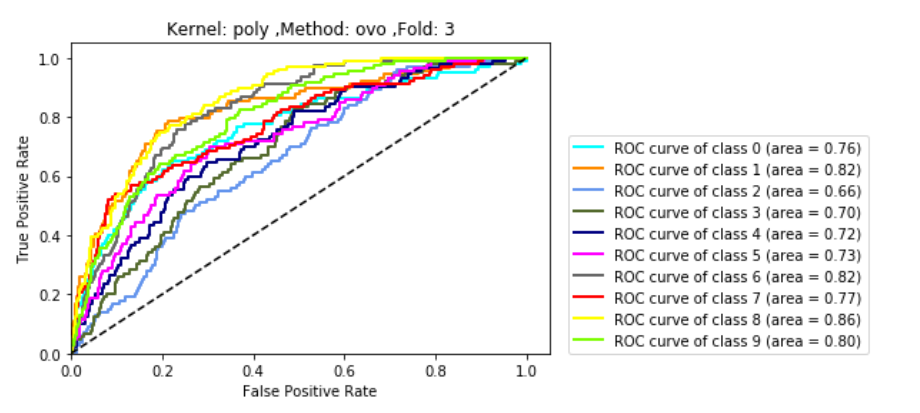 Kernel: poly ,Method: ovo ,Fold: 3
True Positive Rate
1.0
0.8
0.6
0.4
0.2
0.0
0.0 0.2 0.4 0.6 0.8 1.0
False Positive Rate
ROC curve of class 0 (area = 0.76)
ROC curve of class 1 (area = 0.82)
ROC curve of class 2 (area = 0.66)
ROC curve of class 3 (area = 0.70)
ROC curve of class 4 (area = 0.72)
ROC curve of class 5 (area = 0.73)
ROC curve of class 6 (area = 0.82)
ROC curve of class 7 (area = 0.77)
ROC curve of class 8 (area = 0.86)
ROC curve of class 9 (area = 0.80)